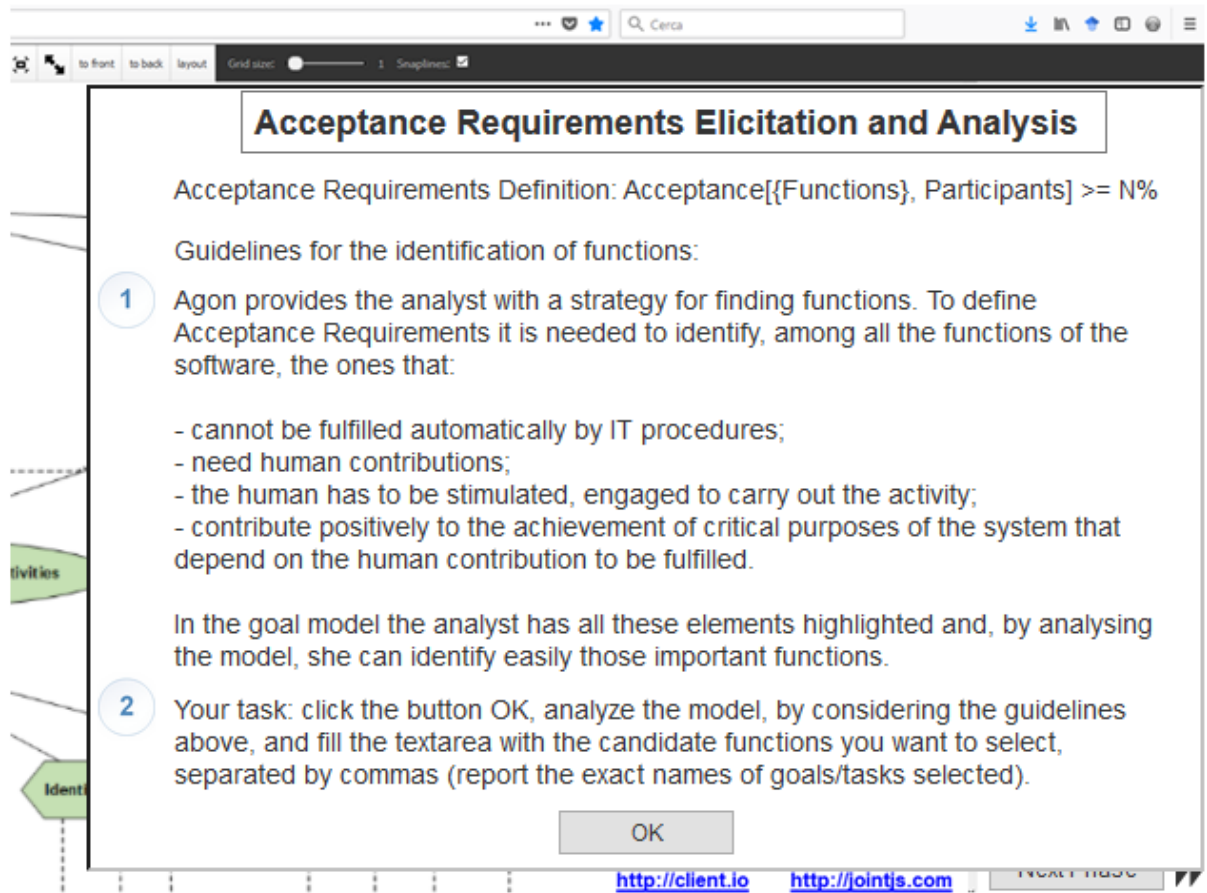 Cerca
to front to back layout Grid size: 1 Snaplines:
Acceptance Requirements Elicitation and Analysis
Acceptance Requirements Definition: Acceptance[{Functions}, Participants] >= N%
Guidelines for the identification of functions:
1 Agon provides the analyst with a strategy for finding functions. To define
Acceptance Requirements it is needed to identify, among all the functions of the
software, the ones that:
- cannot be fulfilled automatically by IT procedures;
- need human contributions;
- the human has to be stimulated, engaged to carry out the activity;
- contribute positively to the achievement of critical purposes of the system that
depend on the human contribution to be fulfilled.
tivities
In the goal model the analyst has all these elements highlighted and, by analysing
the model, she can identify easily those important functions.
2 Your task: click the button OK, analyze the model, by considering the guidelines
above, and fill the textarea with the candidate functions you want to select,
separated by commas (report the exact names of goals/tasks selected).
Identi
OK
http://client.io http://jointjs.com Next Phase